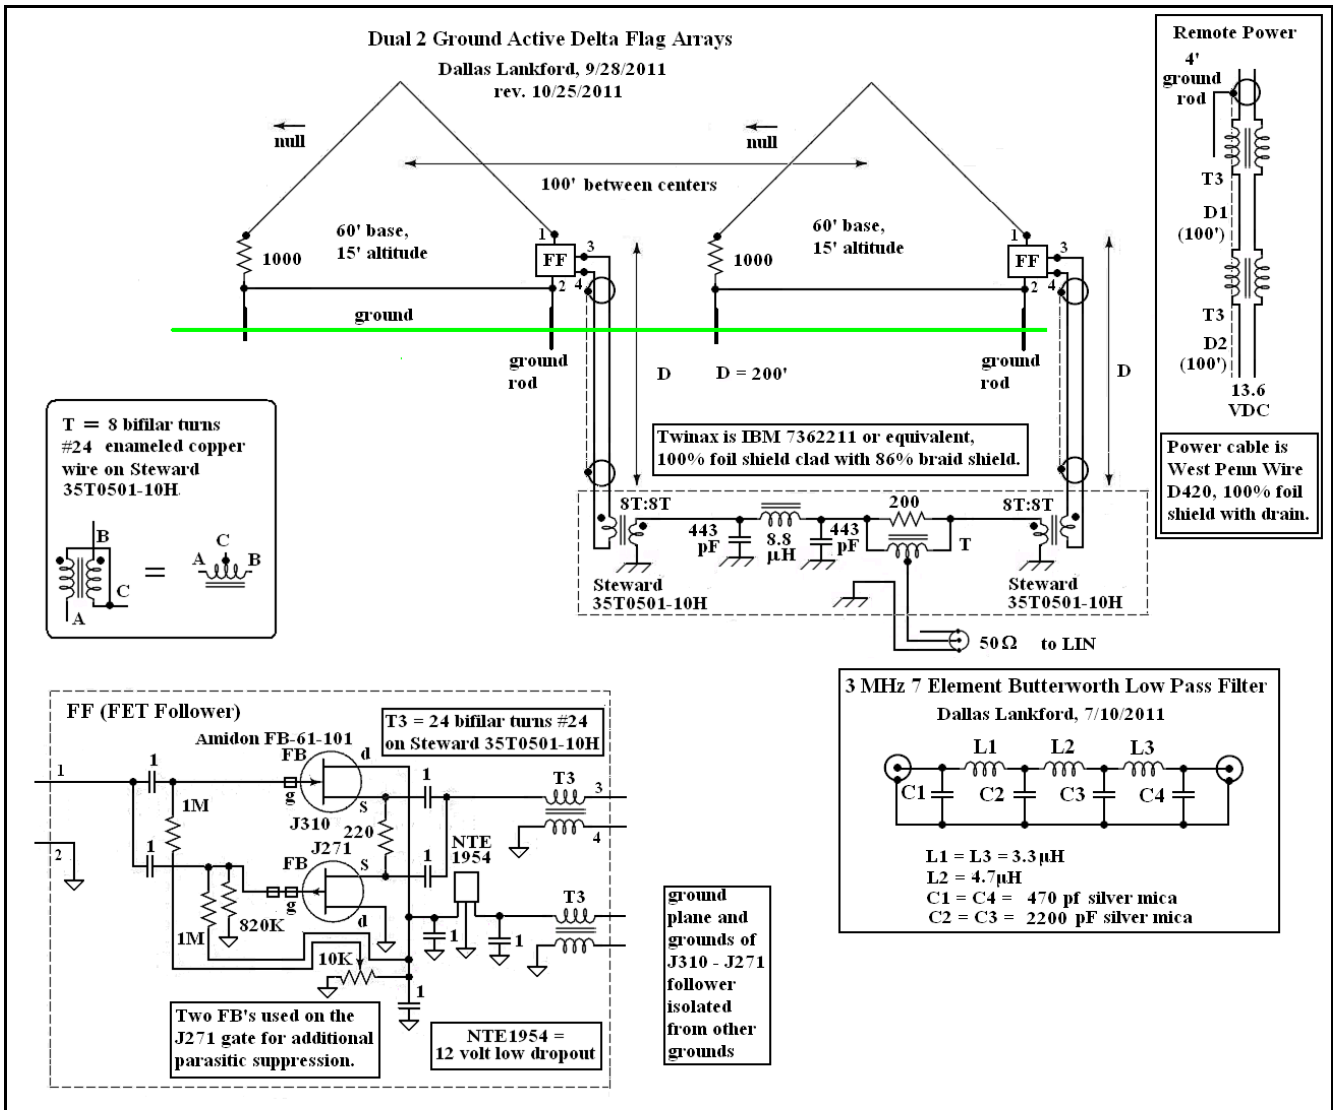 Dual 2 Ground Active Delta Flag Arrays
Dallas Lankford, 9/28/2011
rev. 10/25/2011
null
null
100' between centers
60' base,
15' altitude
1000
1
FF
3
4
2
60' base,
15' altitude
1000
1
FF
3
4
2
ground
ground
rod
ground
rod
D
D = 200'
D
Remote Power
4'
ground
rod
T3
D1
(100')
T3
D2
(100')
13.6
VDC
Power cable is
West Penn Wire
D420, 100% foil
shield with drain.
T = 8 bifilar turns
#24 enameled copper
wire on Steward
35T0501-10H
B
C
A
=
C
A
B
Twinax is IBM 7362211 or equivalent,
100% foil shield clad with 86% braid shield.
8T:8T
443
pF
8.8
µH
443
pF
200
T
8T:8T
Steward
35T0501-10H
Steward
35T0501-10H
50Ω to LIN
FF (FET Follower)
T3 = 24 bifilar turns #24
on Steward 35T0501-10H
Amidon FB-61-101
FB
d
1
1
g
s
J310
1M
220
J271
FB
s
g
d
1
1
1
2
1M
820K
10K
NTE
1954
T3
3
4
T3
1
1
1
Two FB's used on the
J271 gate for additional
parasitic suppression.
NTE1954 =
12 volt low dropout
ground
plane and
grounds of
J310 - J271
follower
isolated
from other
grounds
3 MHz 7 Element Butterworth Low Pass Filter
Dallas Lankford, 7/10/2011
L1
L2
L3
C1
C2
C3
C4
L1 = L3 = 3.3µH
L2 = 4.7µH
C1 = C4 = 470 pf silver mica
C2 = C3 = 2200 pF silver mica